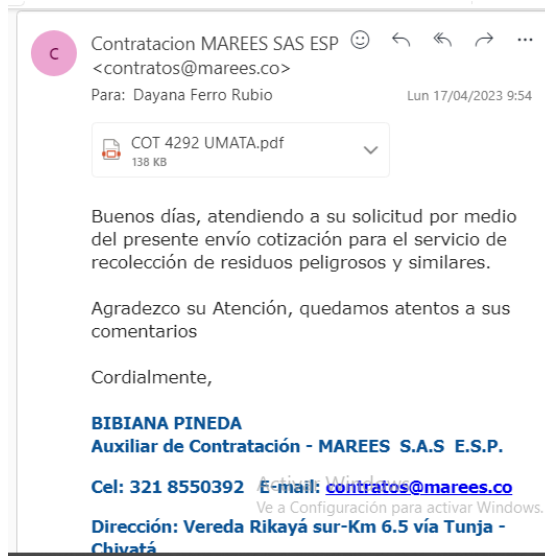 C
Contratacion MAREES SAS ESP
<contratos@marees.co>
Para: Dayana Ferro Rubio
Lun 17/04/2023 9:54
COT 4292 UMATA.pdf
138 KB
Buenos días, atendiendo a su solicitud por medio
del presente envío cotización para el servicio de
recolección de residuos peligrosos y similares.
Agradezco su Atención, quedamos atentos a sus
comentarios
Cordialmente,
BIBIANA PINEDA
Auxiliar de Contratación - MAREES S.A.S E.S.P.
Activar Windows
Cel: 321 8550392 E-mail: contratos@marees.co
Ve a Configuración para activar Windows.
Dirección: Vereda Rikayá sur-Km 6.5 vía Tunja -
Chivatá